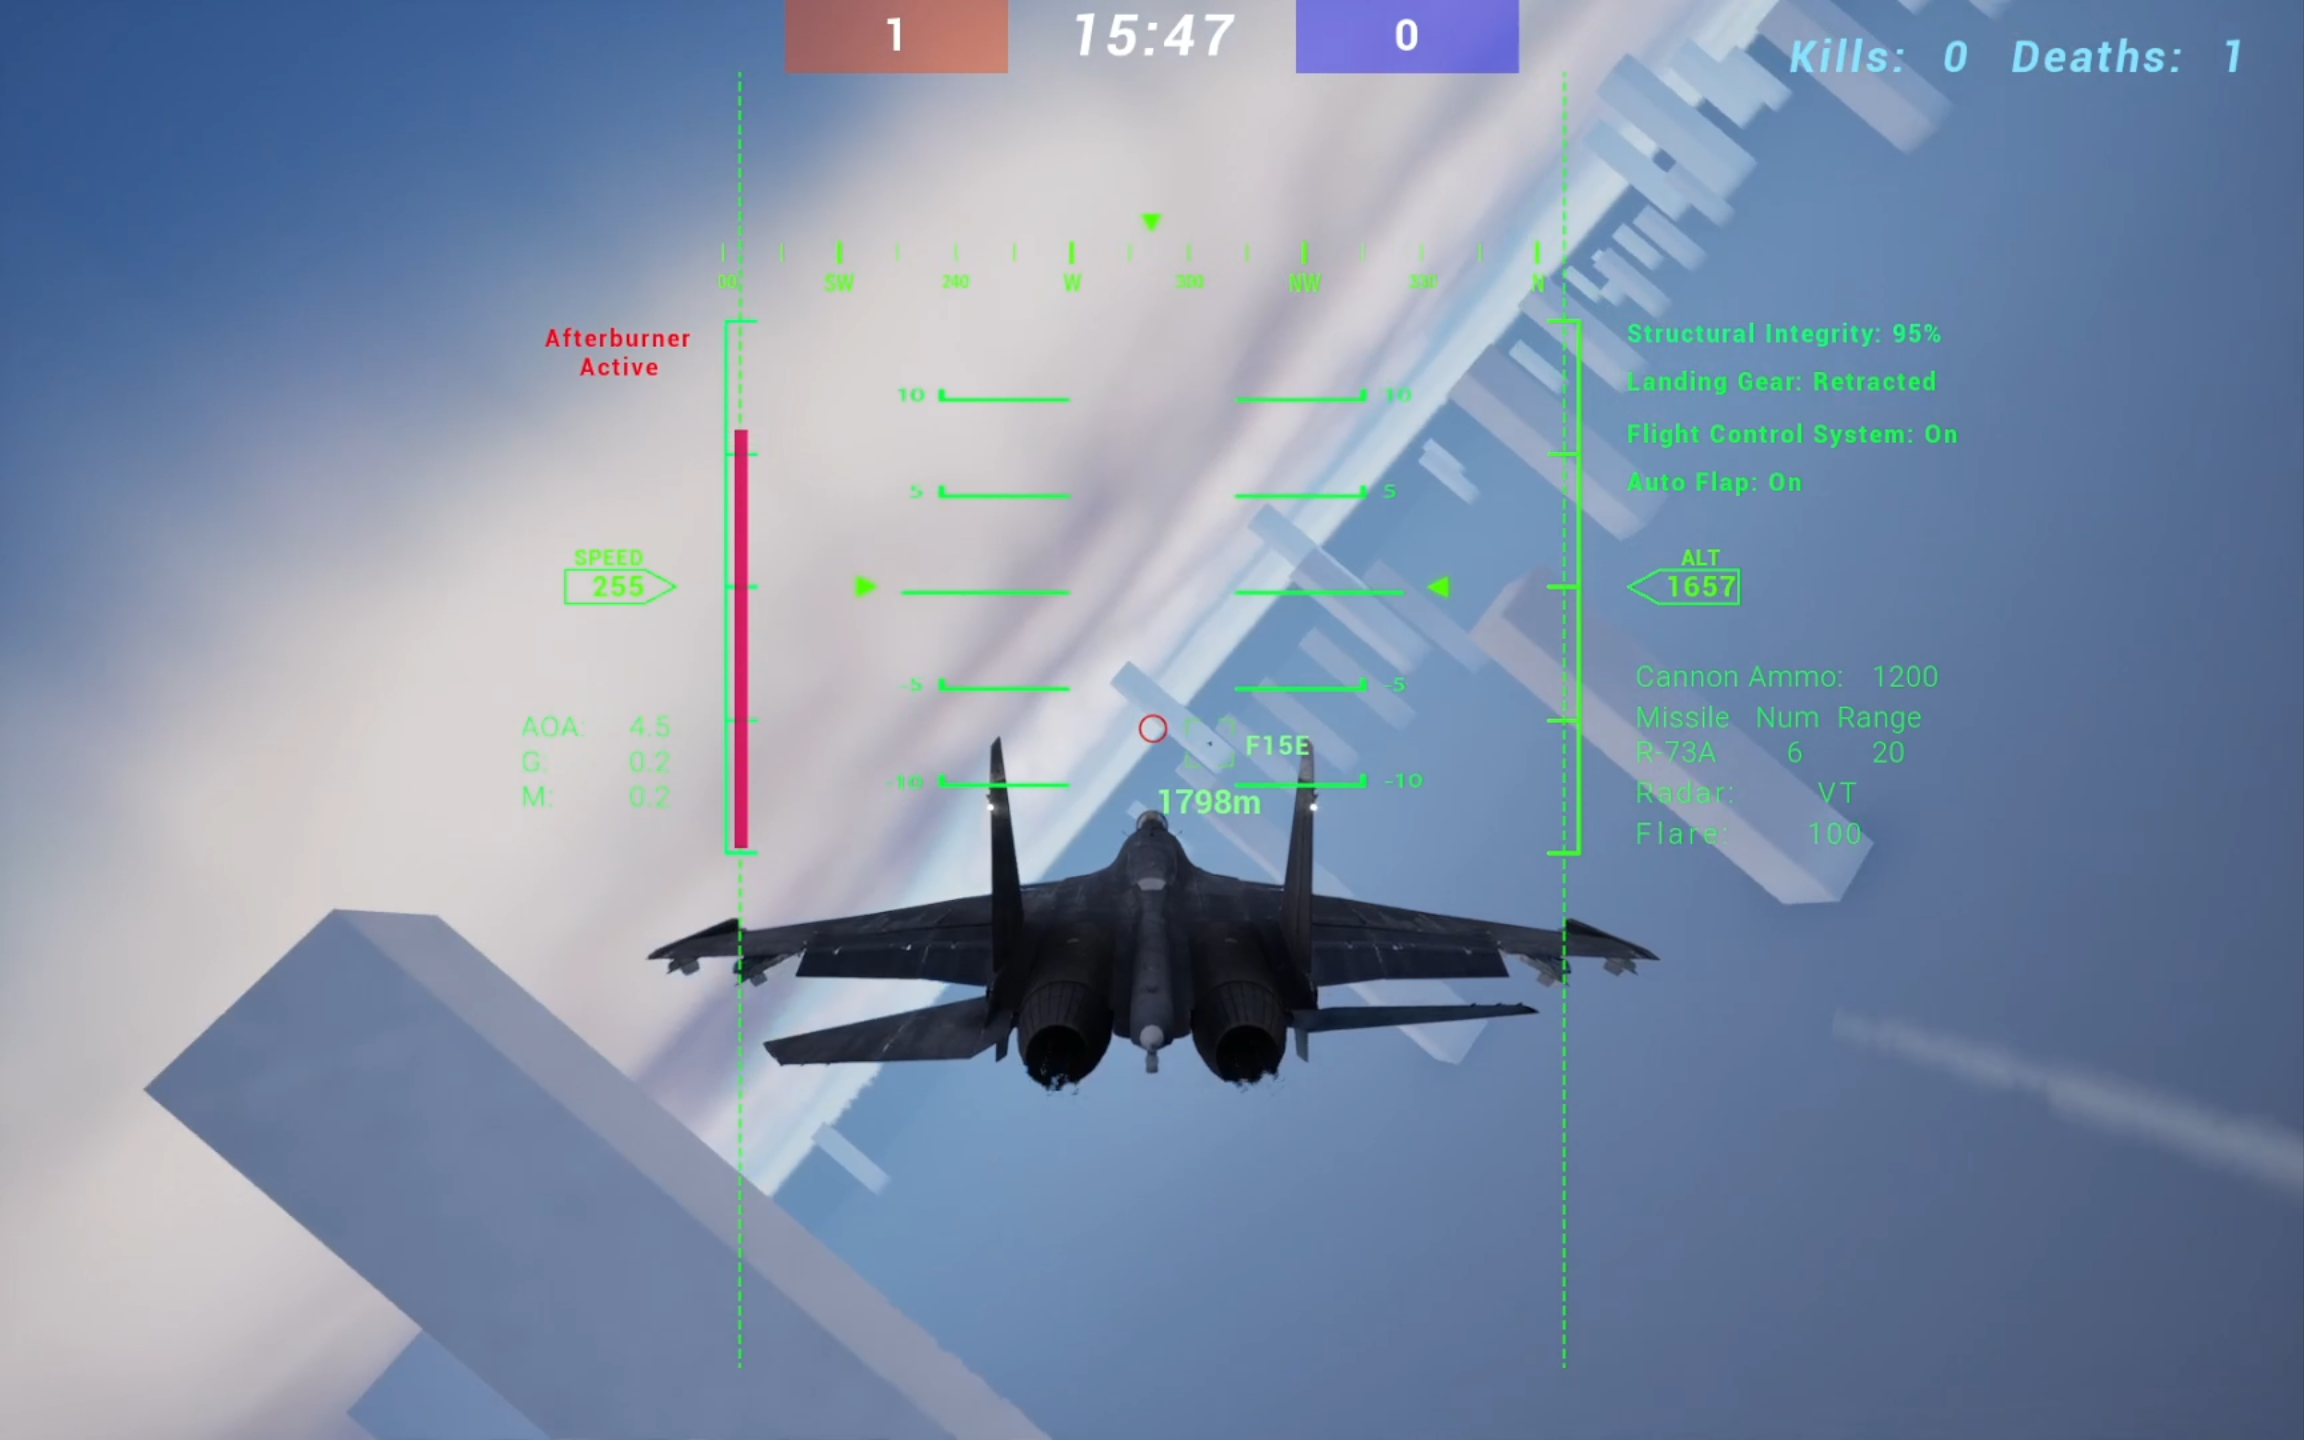 1
15:47
0
Kills: 0 Deaths: 1
SW 240 W 300 NW 330 N
Afterburner
Active
Structural Integrity: 95%
Landing Gear: Retracted
Flight Control System: On
Auto Flap: On
10 10
5 5
SPEED
255
ALT
1657
-5 -5
-10 -10
F15E
1798m
AOA: 4.5
G: 0.2
M: 0.2
Cannon Ammo: 1200
Missile Num Range
R-73A 6 20
Radar: VT
Flare: 100